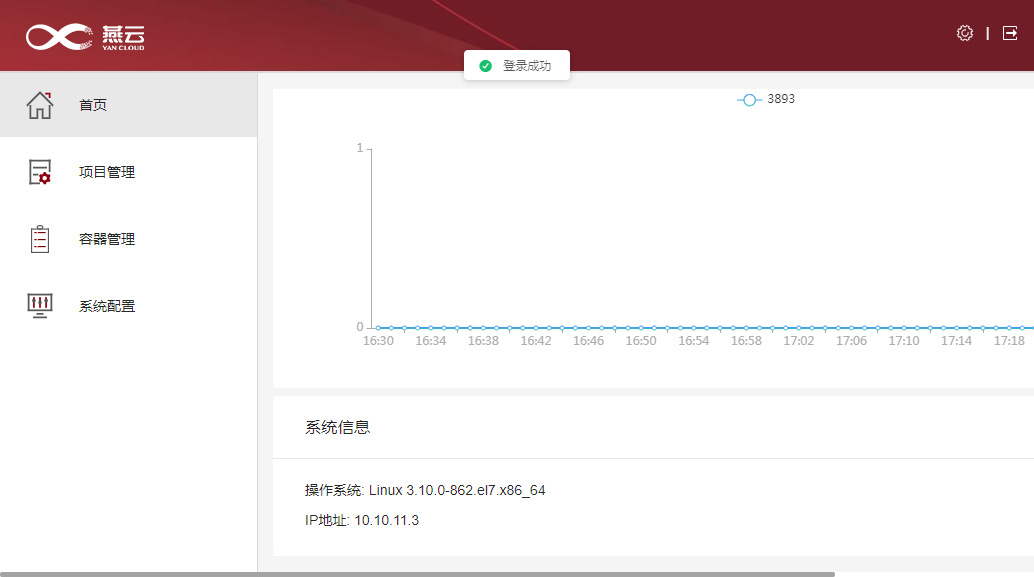 燕云
YAN CLOUD
登录成功
首页
项目管理
容器管理
系统配置
3893
1
0
16:30 16:34 16:38 16:42 16:46 16:50 16:54 16:58 17:02 17:06 17:10 17:14 17:18
系统信息
操作系统: Linux 3.10.0-862.el7.x86_64
IP地址: 10.10.11.3